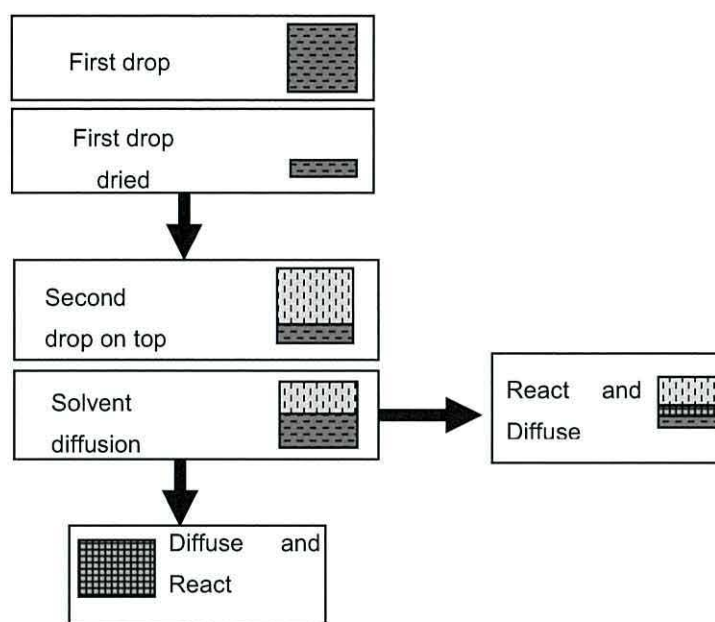 First drop
First drop
dried
Second
drop on top
Solvent
diffusion
React and
Diffuse
Diffuse and
React